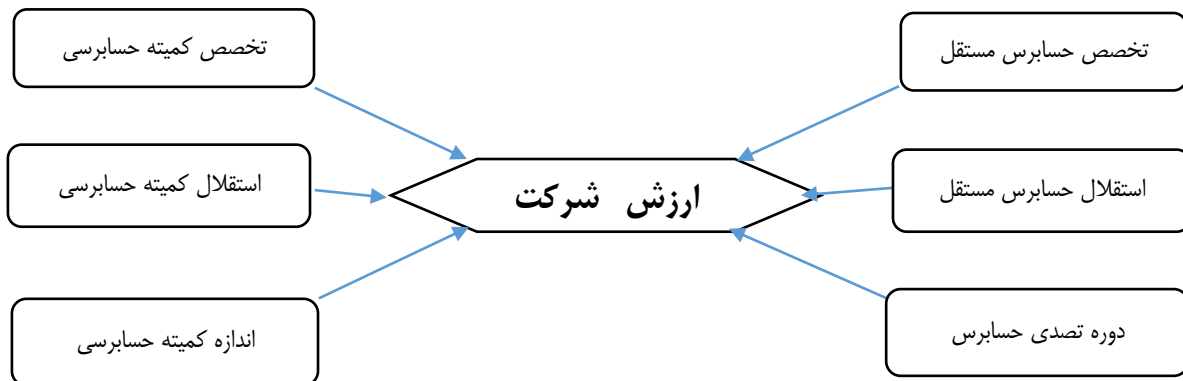 تخصص حسابرس مستقل
تخصص کمیته حسابرسی
استقلال حسابرس مستقل
ارزش شرکت
استقلال کمیته حسابرسی
دوره تصدی حسابرس
اندازه کمیته حسابرسی